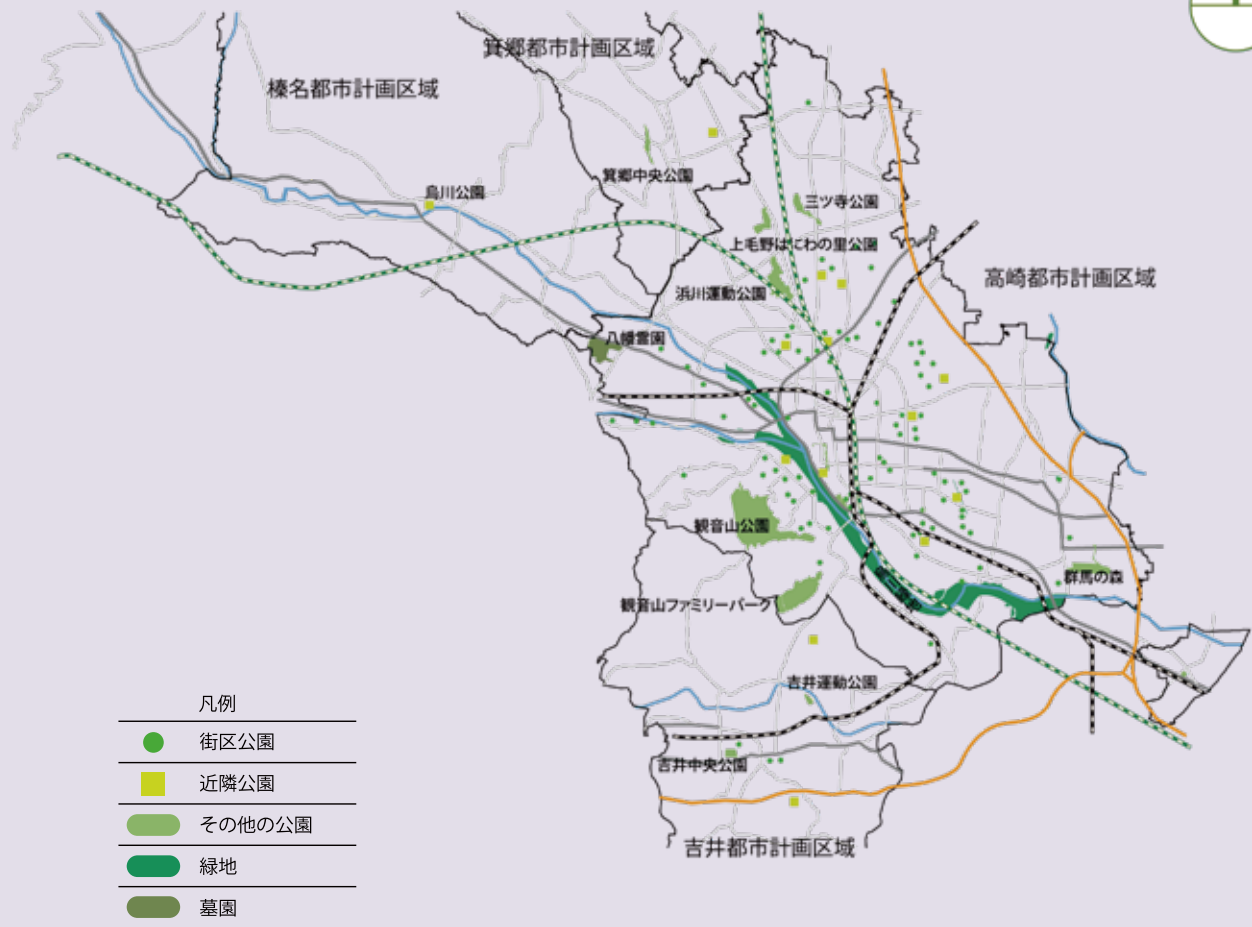 箕郷都市計画区域
榛名都市計画区域
箕郷中央公園
烏川公園
三ツ寺公園
上毛野はにわの里公園
高崎都市計画区域
浜川運動公園
八幡霊園
観音山公園
群馬の森
観音山ファミリーパーク
吉井運動公園
吉井中央公園
吉井都市計画区域
凡例
街区公園
近隣公園
その他の公園
緑地
墓園